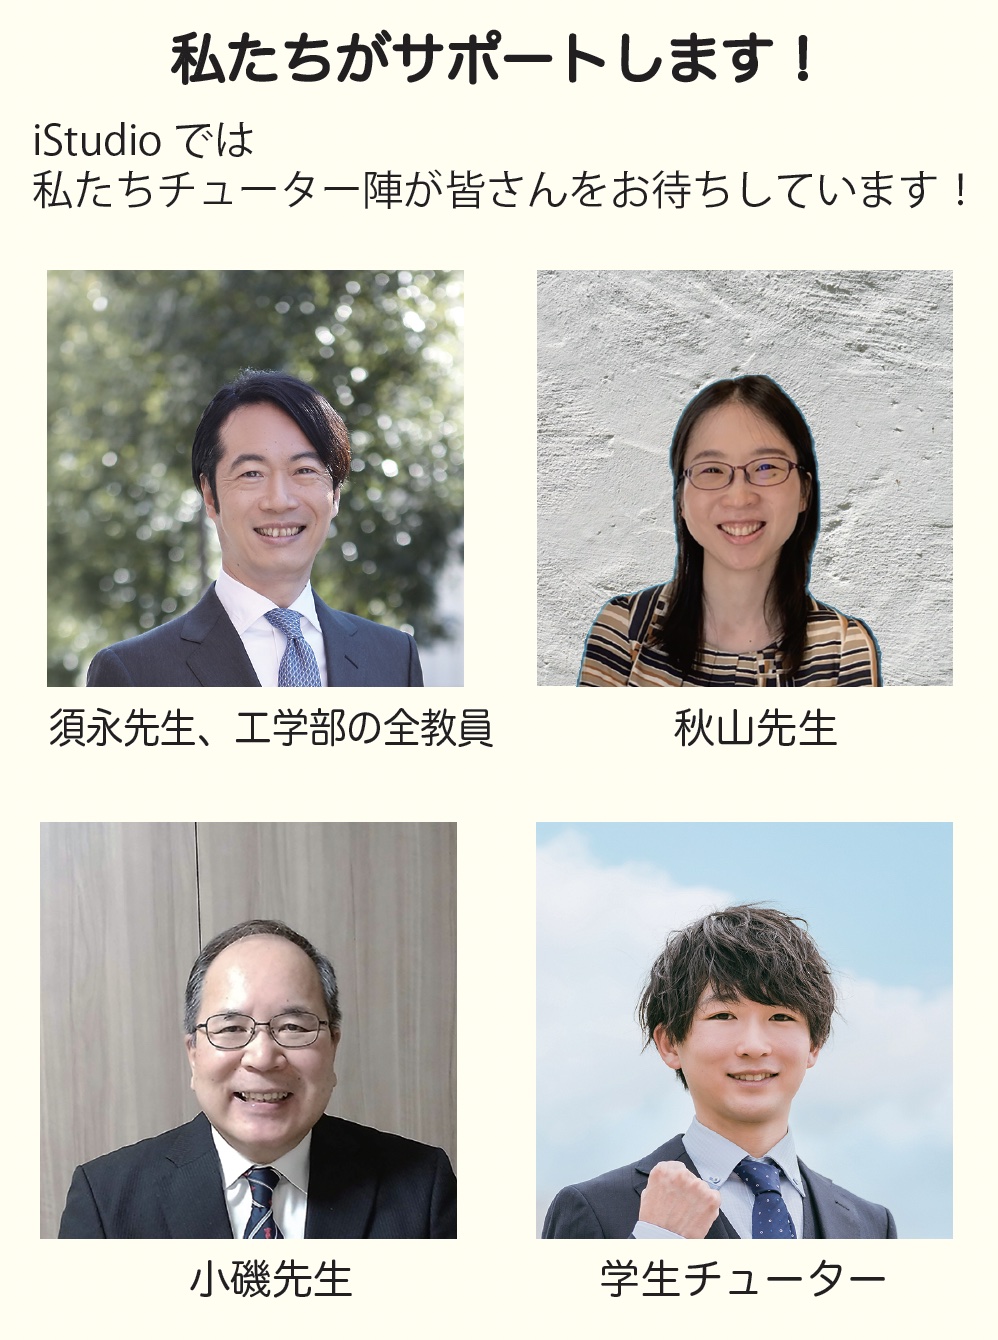 私たちがサポートします！
iStudio では
私たちチューター陣が皆さんをお待ちしています！
須永先生、工学部の全教員
秋山先生
小磯先生
学生チューター